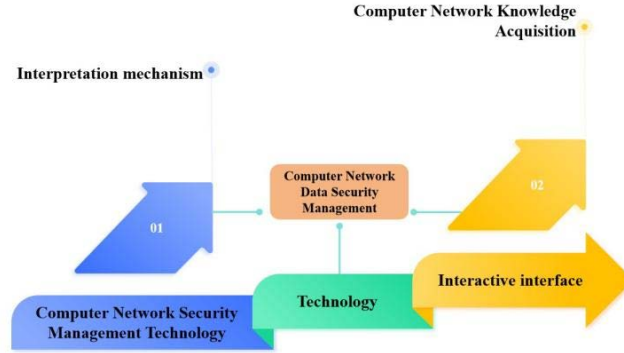 Computer Network Knowledge
Acquisition
Interpretation mechanism
01
02
Computer Network
Data Security
Management
Computer Network Security
Management Technology
Technology
Interactive interface